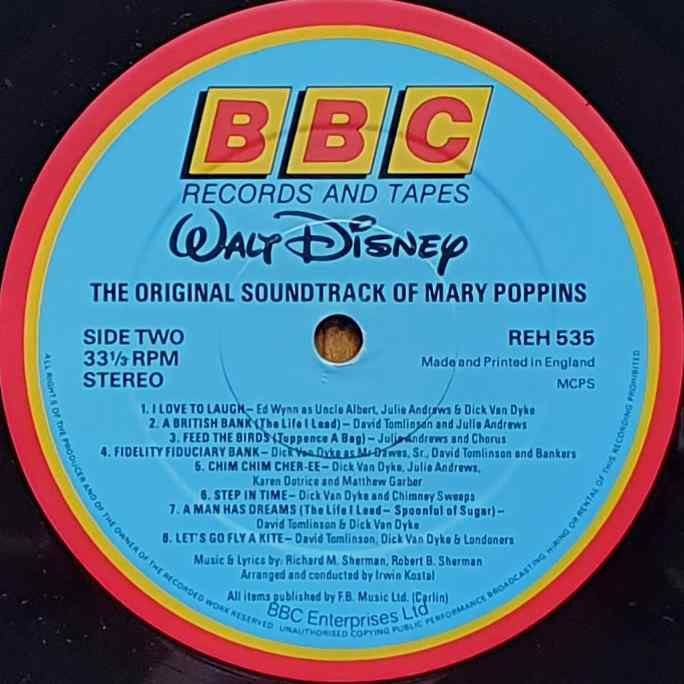 BBC
RECORDS AND TAPES
WALT DISNEY
THE ORIGINAL SOUNDTRACK OF MARY POPPINS
SIDE TWO
33⅓ RPM
STEREO
REH 535
Made and Printed in England
MCPS
1. I LOVE TO LAUGH – Ed Wynn as Uncle Albert, Julie Andrews & Dick Van Dyke
2. A BRITISH BANK (The Life I Lead) – David Tomlinson and Julie Andrews
3. FEED THE BIRDS (Tuppence A Bag) – Julie Andrews and Chorus
4. FIDELITY FIDUCIARY BANK – Dick Van Dyke as Mr Dawes, Sr., David Tomlinson and Bankers
5. CHIM CHIM CHER-EE – Dick Van Dyke, Julie Andrews,
Karen Dotrice and Matthew Garber
6. STEP IN TIME – Dick Van Dyke and Chimney Sweeps
7. A MAN HAS DREAMS (The Life I Lead – Spoonful of Sugar) –
David Tomlinson & Dick Van Dyke
8. LET'S GO FLY A KITE – David Tomlinson, Dick Van Dyke & Londoners
Music & Lyrics by: Richard M. Sherman, Robert B. Sherman
Arranged and conducted by Irwin Kostal
All items published by F.B. Music Ltd. (Carlin)
BBC Enterprises Ltd
ALL RIGHTS OF THE PRODUCER AND OF THE OWNER OF THE RECORDED WORK RESERVED. UNAUTHORISED COPYING PUBLIC PERFORMANCE BROADCASTING, HIRING OR RENTAL OF THIS RECORDING PROHIBITED